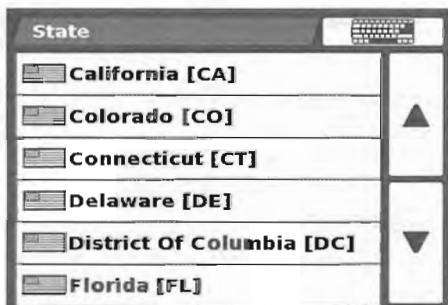 State
California [CA]
Colorado [CO]
Connecticut [CT]
Delaware [DE]
District Of Columbia [DC]
Florida [FL]